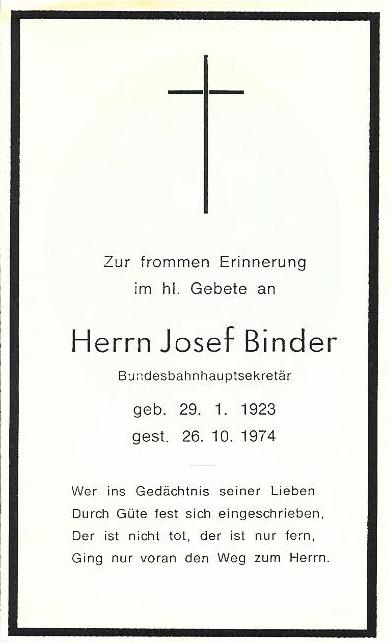 Zur frommen Erinnerung
im hl. Gebete an
Herrn Josef Binder
Bundesbahnhauptsekretär
geb. 29. 1. 1923
gest. 26. 10. 1974
Wer ins Gedächtnis seiner Lieben
Durch Güte fest sich eingeschrieben,
Der ist nicht tot, der ist nur fern,
Ging nur voran den Weg zum Herrn.